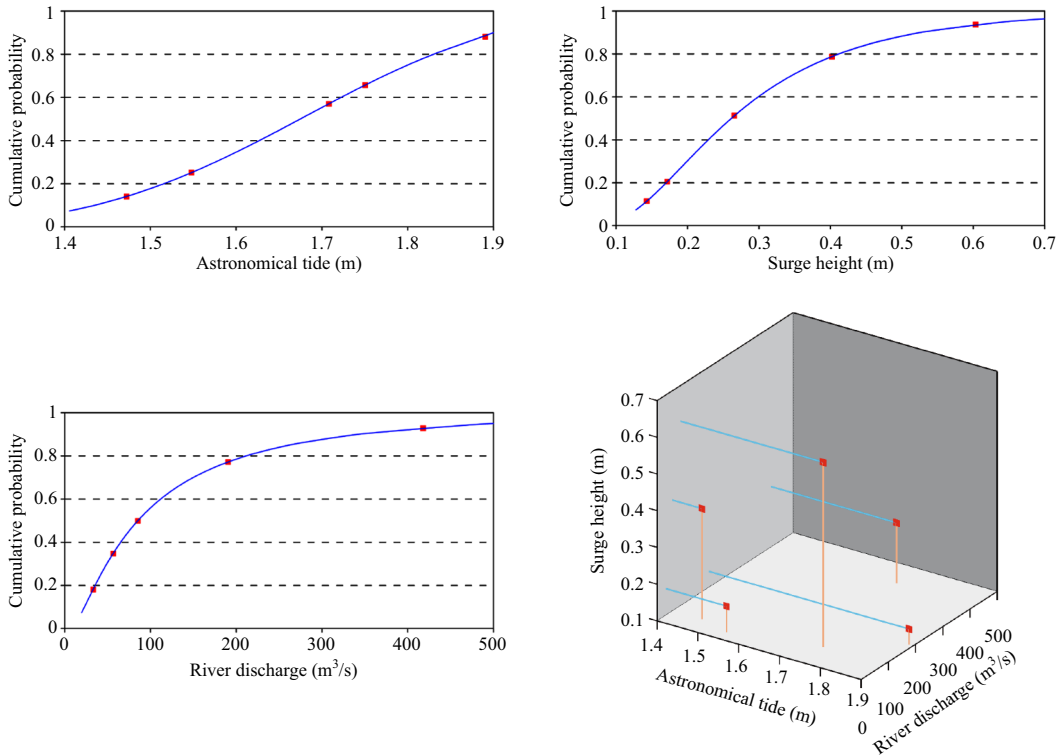 Cumulative probability
1
0.8
0.6
0.4
0.2
0
1.4 1.5 1.6 1.7 1.8 1.9
Astronomical tide (m)
Cumulative probability
1
0.8
0.6
0.4
0.2
0
0.1 0.2 0.3 0.4 0.5 0.6 0.7
Surge height (m)
Cumulative probability
1
0.8
0.6
0.4
0.2
0
0 100 200 300 400 500
River discharge (m³/s)
Surge height (m)
0.7
0.6
0.5
0.4
0.3
0.2
0.1
1.4 1.5 1.6 1.7 1.8 1.9
Astronomical tide (m)
0 100 200 300 400 500
River discharge (m³/s)